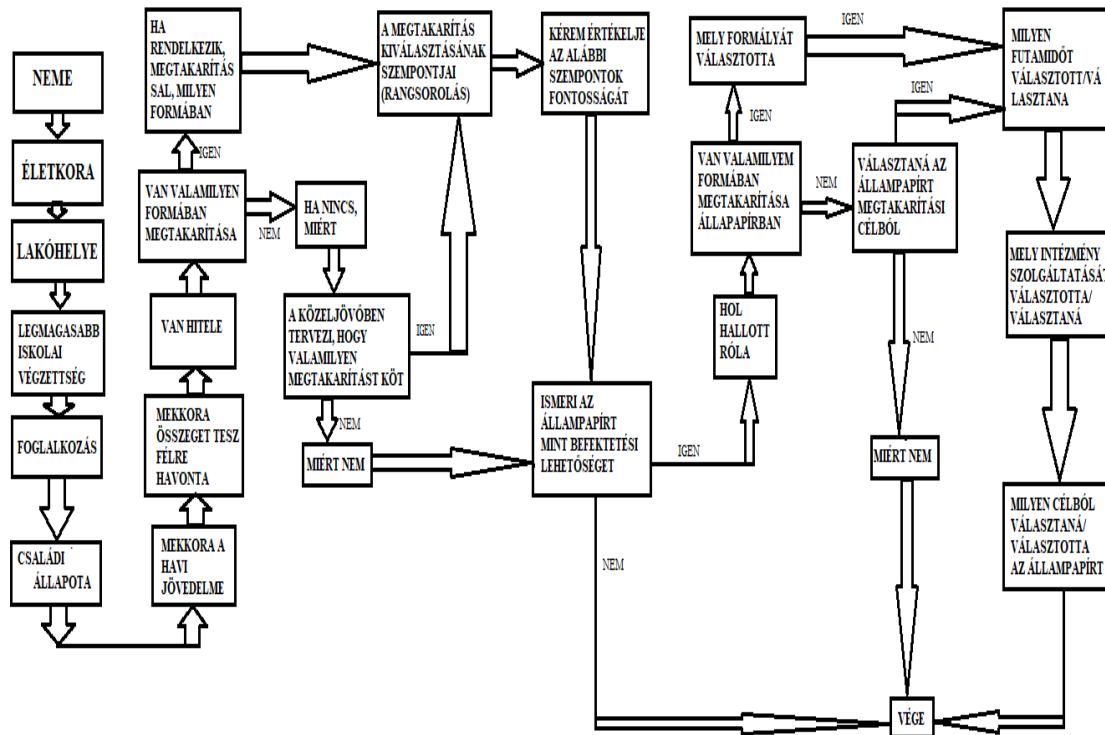 NEME
ÉLETKORA
LAKÓHELYE
LEGMAGASABB
ISKOLAI
VÉGZETTSÉG
FOGLALKOZÁS
CSALÁDI
ÁLLAPOTA
MEKKORA A
HAVI
JÖVEDELME
MEKKORA
ÖSSZEGET TESZ
FÉLRE
HAVONTA
VAN HITELE
VAN VALAMILYEN
FORMÁBAN
MEGTAKARÍTÁSA
IGEN
HA
RENDELKEZIK,
MEGTAKARÍTÁS
SAL, MILYEN
FORMÁBAN
NEM
HA NINCS,
MIÉRT
A KÖZELJÖVŐBEN
TERVEZI, HOGY
VALAMILYEN
MEGTAKARÍTÁST KÖT
IGEN
NEM
MIÉRT NEM
A MEGTAKARÍTÁS
KIVÁLASZTÁSÁNAK
SZEMPONTJAI
(RANGSOROLÁS)
KÉREM ÉRTÉKELJE
AZ ALÁBBI
SZEMPONTOK
FONTOSSÁGÁT
ISMERI AZ
ÁLLAMPAPÍRT
MINT BEFEKTETÉSI
LEHETŐSÉGET
IGEN
NEM
HOL
HALLOTT
RÓLA
VAN VALAMILYEM
FORMÁBAN
MEGTAKARÍTÁSA
ÁLLAPAPÍRBAN
IGEN
MELY FORMÁLYÁT
VÁLASZTOTTA
IGEN
NEM
VÁLASZTANÁ AZ
ÁLLAMPAPÍRT
MEGTAKARÍTÁSI
CÉLBÓL
IGEN
NEM
MIÉRT NEM
MILYEN
FUTAMIDŐT
VÁLASZTOTT/VÁ
LASZTANA
MELY INTÉZMÉNY
SZOLGÁLTATÁSÁT
VÁLASZTOTTA/
VÁLASZTANÁ
MILYEN CÉLBÓL
VÁLASZTANÁ/
VÁLASZTOTTA
AZ ÁLLAMPAPÍRT
VÉGE